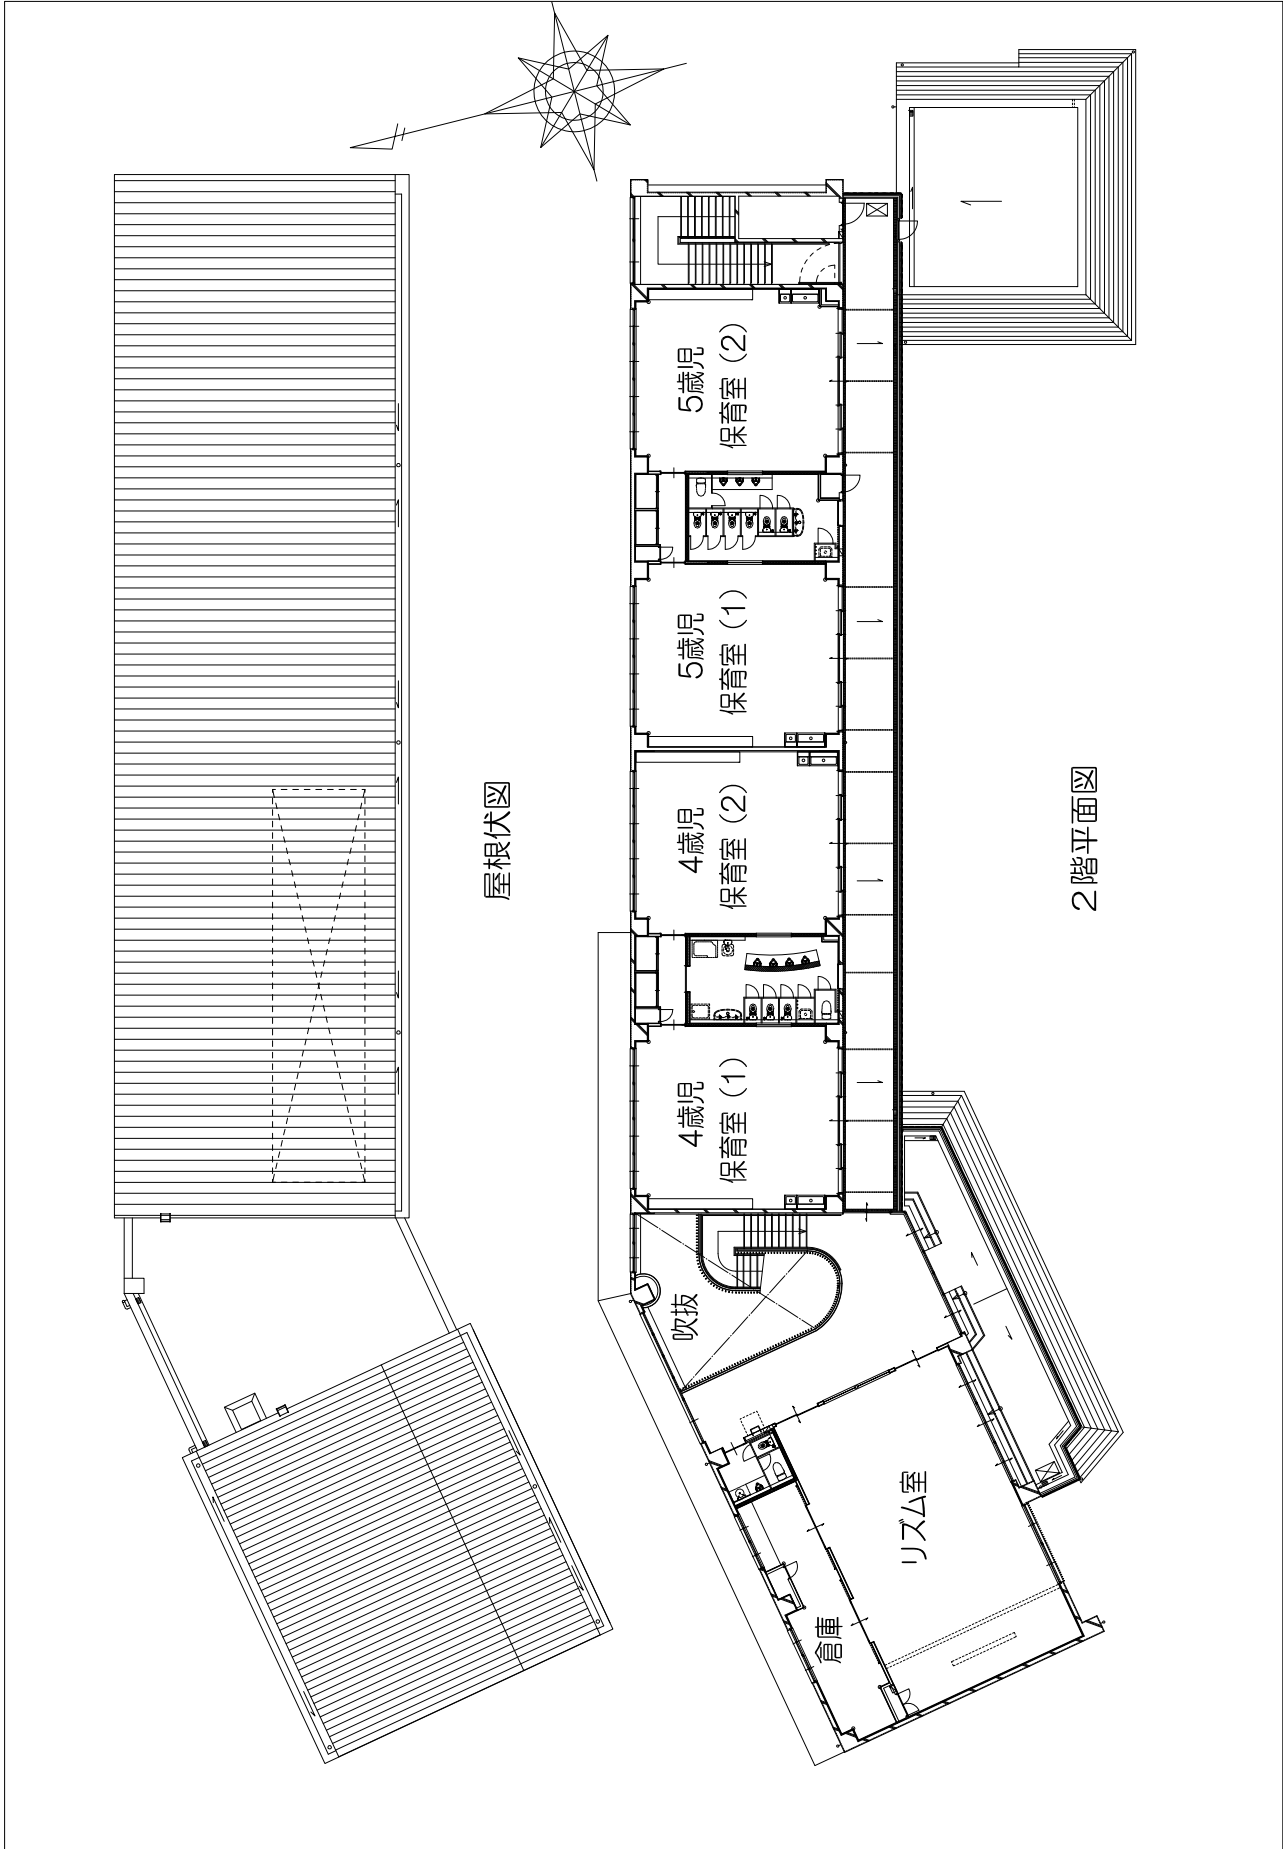 屋根伏図
5歳児
保育室(2)
5歳児
保育室(1)
4歳児
保育室(2)
4歳児
保育室(1)
吹抜
リズム室
倉庫
2階平面図